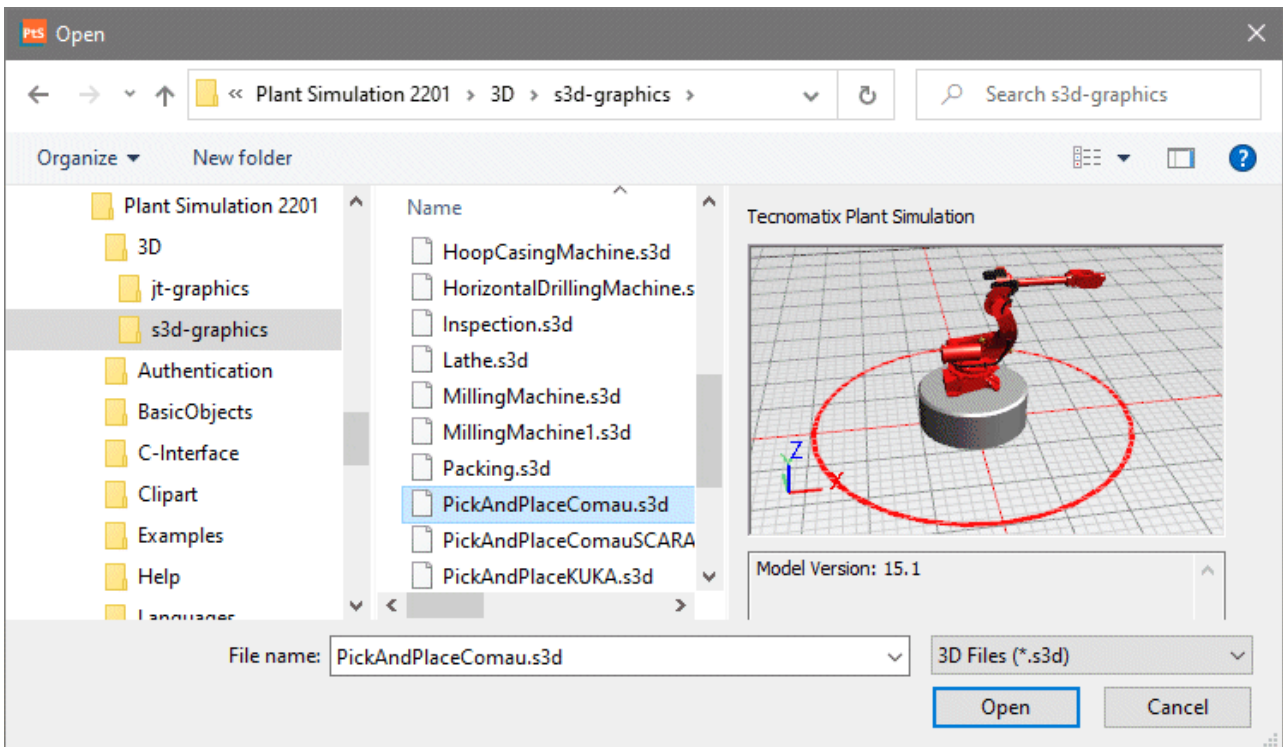 PtS Open
« Plant Simulation 2201 > 3D > s3d-graphics > Search s3d-graphics
Organize New folder
Plant Simulation 2201
3D
jt-graphics
s3d-graphics
Authentication
BasicObjects
C-Interface
Clipart
Examples
Help
Languages
Name
HoopCasingMachine.s3d
HorizontalDrillingMachine.s
Inspection.s3d
Lathe.s3d
MillingMachine.s3d
MillingMachine1.s3d
Packing.s3d
PickAndPlaceComau.s3d
PickAndPlaceComauSCARA
PickAndPlaceKUKA.s3d
Tecnomatix Plant Simulation
Z
X
Model Version: 15.1
File name: PickAndPlaceComau.s3d 3D Files (*.s3d)
Open Cancel